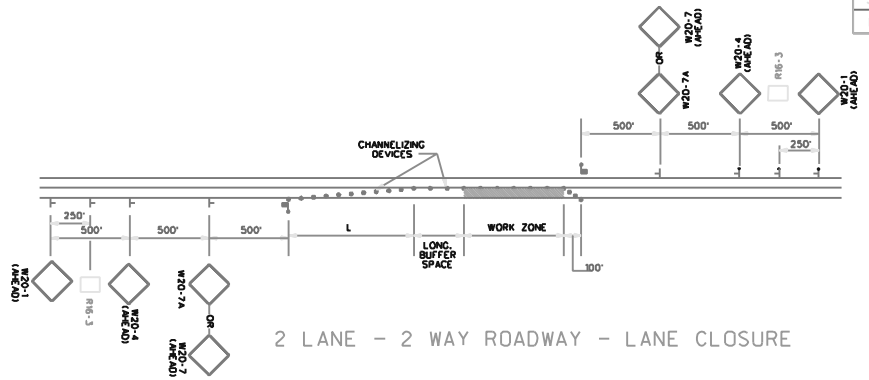 W20-7
(AHEAD)
OR
W20-7A
W20-4
(AHEAD)
R16-3
W20-1
(AHEAD)
500'
500'
500'
250'
CHANNELIZING
DEVICES
250'
500'
500'
500'
L
LONG.
BUFFER
SPACE
WORK ZONE
100'
W20-1
(AHEAD)
R16-3
W20-4
(AHEAD)
W20-7A
OR
W20-7
(AHEAD)
2 LANE - 2 WAY ROADWAY - LANE CLOSURE